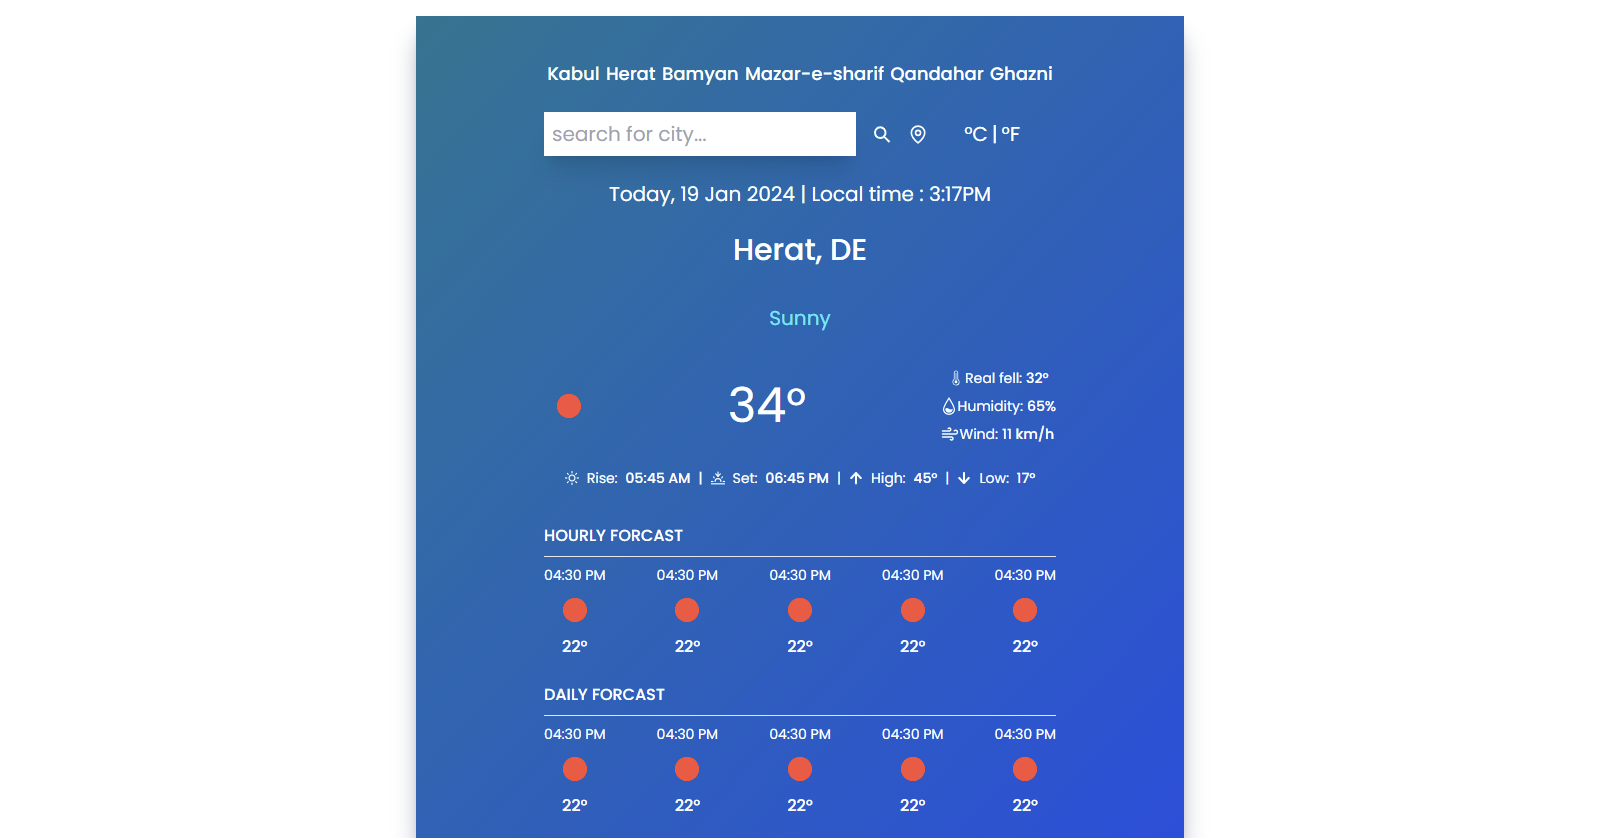 Kabul Herat Bamyan Mazar-e-sharif Qandahar Ghazni
search for city... °C | °F
Today, 19 Jan 2024 | Local time : 3:17PM
Herat, DE
Sunny
34°
Real fell: 32°
Humidity: 65%
Wind: 11 km/h
Rise: 05:45 AM | Set: 06:45 PM | High: 45° | Low: 17°
HOURLY FORCAST
04:30 PM 04:30 PM 04:30 PM 04:30 PM 04:30 PM
22° 22° 22° 22° 22°
DAILY FORCAST
04:30 PM 04:30 PM 04:30 PM 04:30 PM 04:30 PM
22° 22° 22° 22° 22°